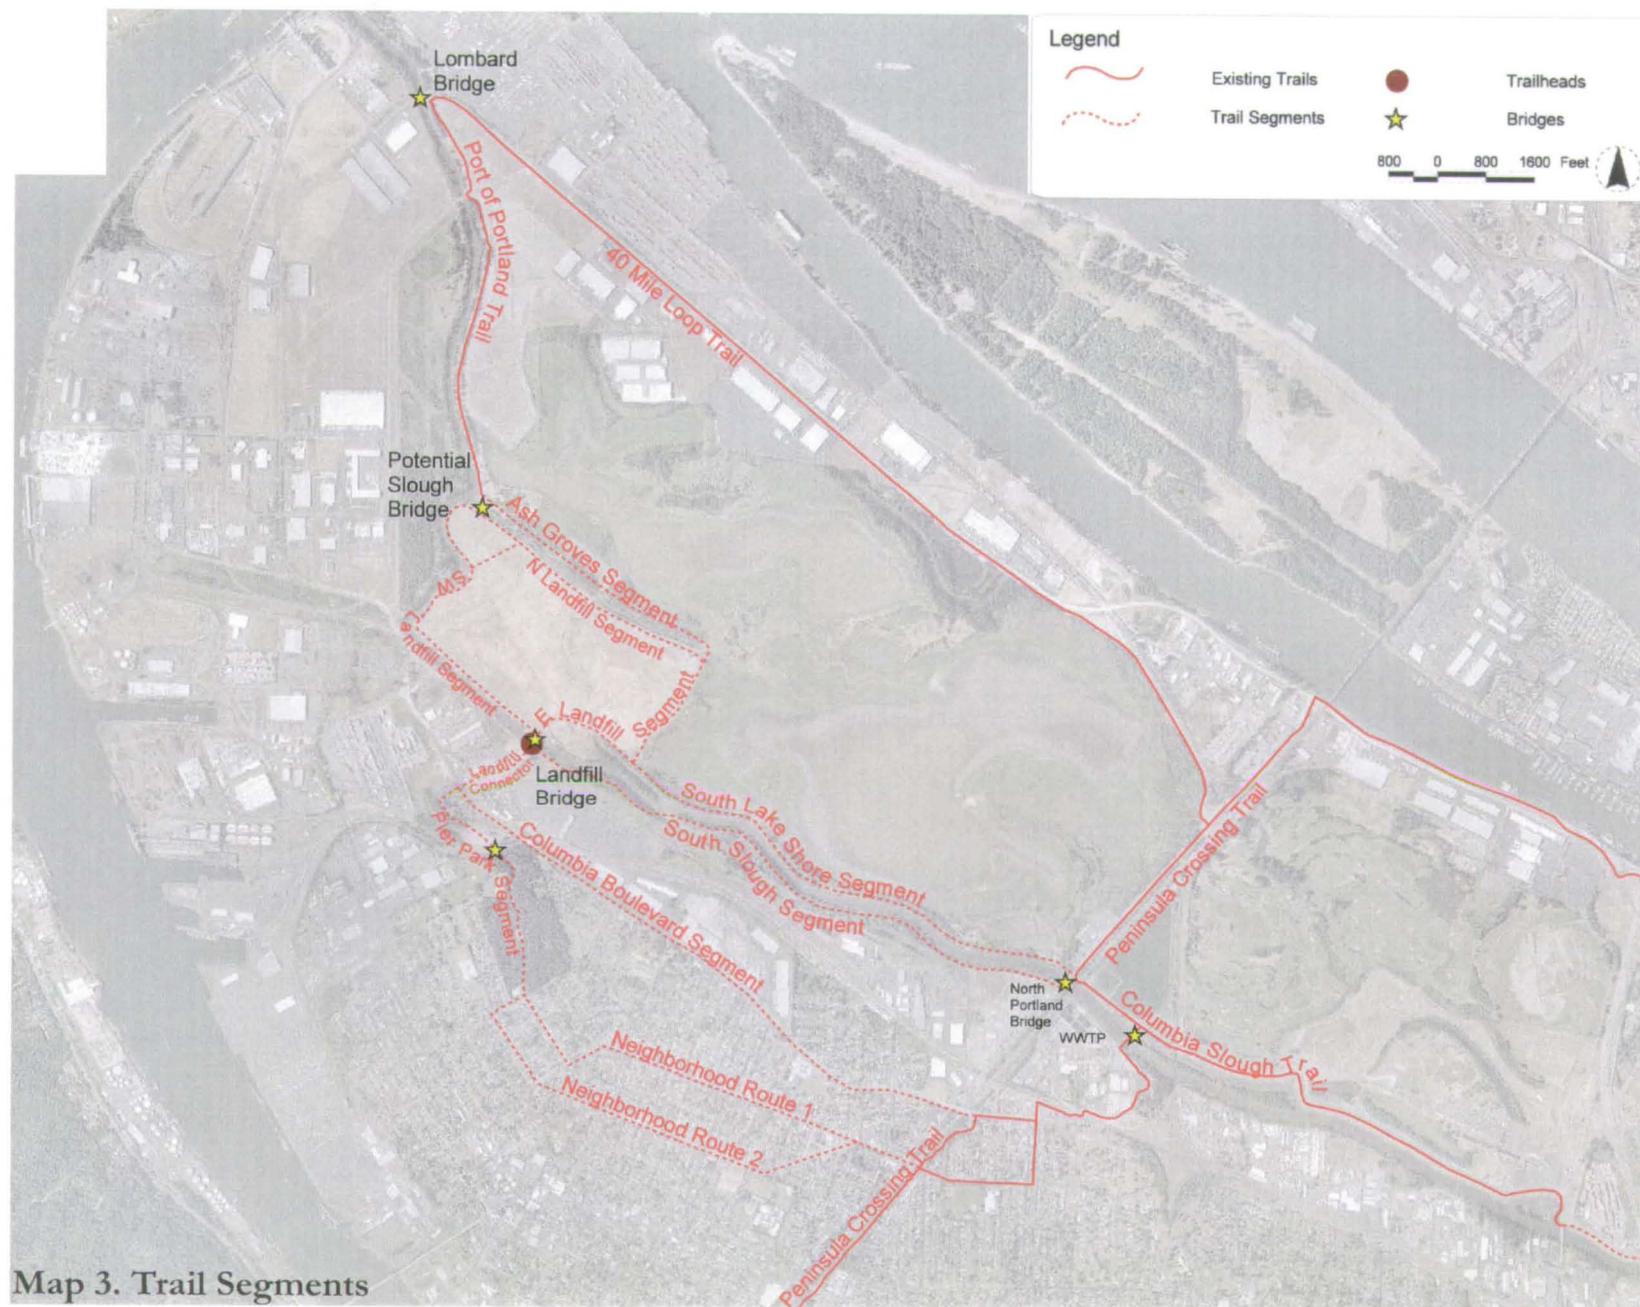 Legend
Existing Trails
Trailheads
Trail Segments
Bridges
800 0 800 1600 Feet
Lombard
Bridge
Port of Portland Trail
40 Mile Loop Trail
Potential
Slough
Bridge
Ash Groves Segment
N Landfill Segment
SW
Landfill Segment
E Landfill Segment
Landfill
Connector
Landfill
Bridge
South Lake Shore Segment
South Slough Segment
Columbia Boulevard Segment
Pier Park Segment
Peninsula Crossing Trail
North
Portland
Bridge
WWTP
Columbia Slough Trail
Neighborhood Route 1
Neighborhood Route 2
Peninsula Crossing Trail
Map 3. Trail Segments